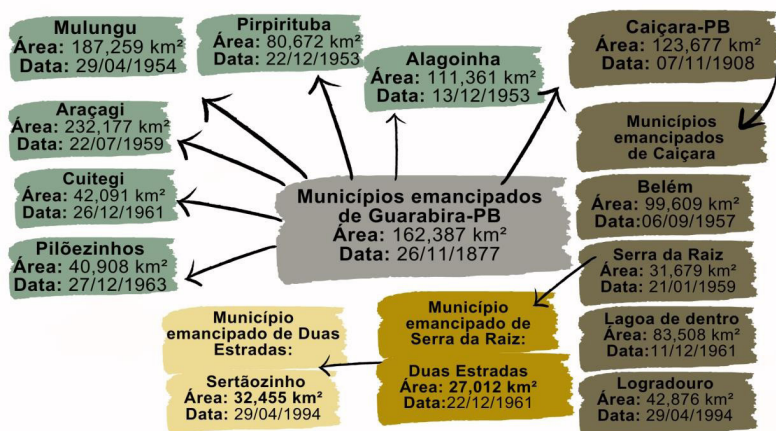 Mulungu
Área: 187,259 km²
Data: 29/04/1954
Pirpirituba
Área: 80,672 km²
Data: 22/12/1953
Alagoinha
Área: 111,361 km²
Data: 13/12/1953
Caiçara-PB
Área: 123,677 km²
Data: 07/11/1908
Araçagi
Área: 232,177 km²
Data: 22/07/1959
Cuitegi
Área: 42,091 km²
Data: 26/12/1961
Pilõezinhos
Área: 40,908 km²
Data: 27/12/1963
Municípios emancipados
de Guarabira-PB
Área: 162,387 km²
Data: 26/11/1877
Municípios
emancipados
de Caiçara
Belém
Área: 99,609 km²
Data:06/09/1957
Serra da Raiz
Área: 31,679 km²
Data: 21/01/1959
Lagoa de dentro
Área: 83,508 km²
Data:11/12/1961
Logradouro
Área: 42,876 km²
Data: 29/04/1994
Município
emancipado de
Serra da Raiz:
Duas Estradas
Área: 27,012 km²
Data:22/12/1961
Município
emancipado de Duas
Estradas:
Sertãozinho
Área: 32,455 km²
Data: 29/04/1994